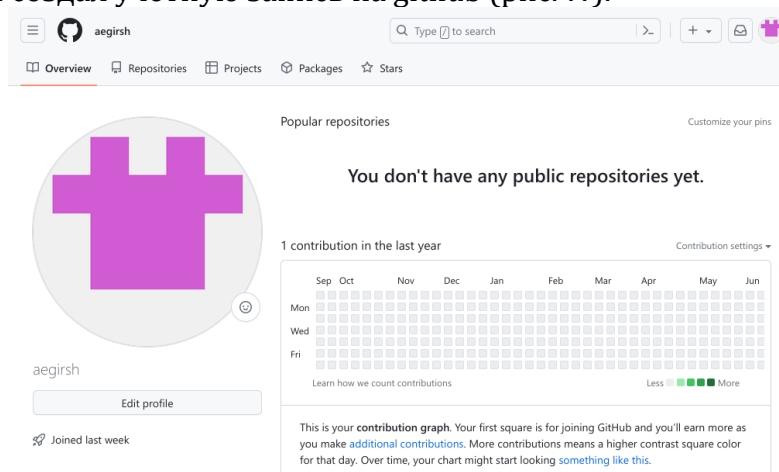 создал учётную запись на github (рис. ??).
aegirsh
Type / to search
Overview Repositories Projects Packages Stars
Popular repositories Customize your pins
You don't have any public repositories yet.
1 contribution in the last year Contribution settings
Sep Oct Nov Dec Jan Feb Mar Apr May Jun
Mon
Wed
Fri
Learn how we count contributions Less More
aegirsh
Edit profile
Joined last week
This is your contribution graph. Your first square is for joining GitHub and you'll earn more as
you make additional contributions. More contributions means a higher contrast square color
for that day. Over time, your chart might start looking something like this.